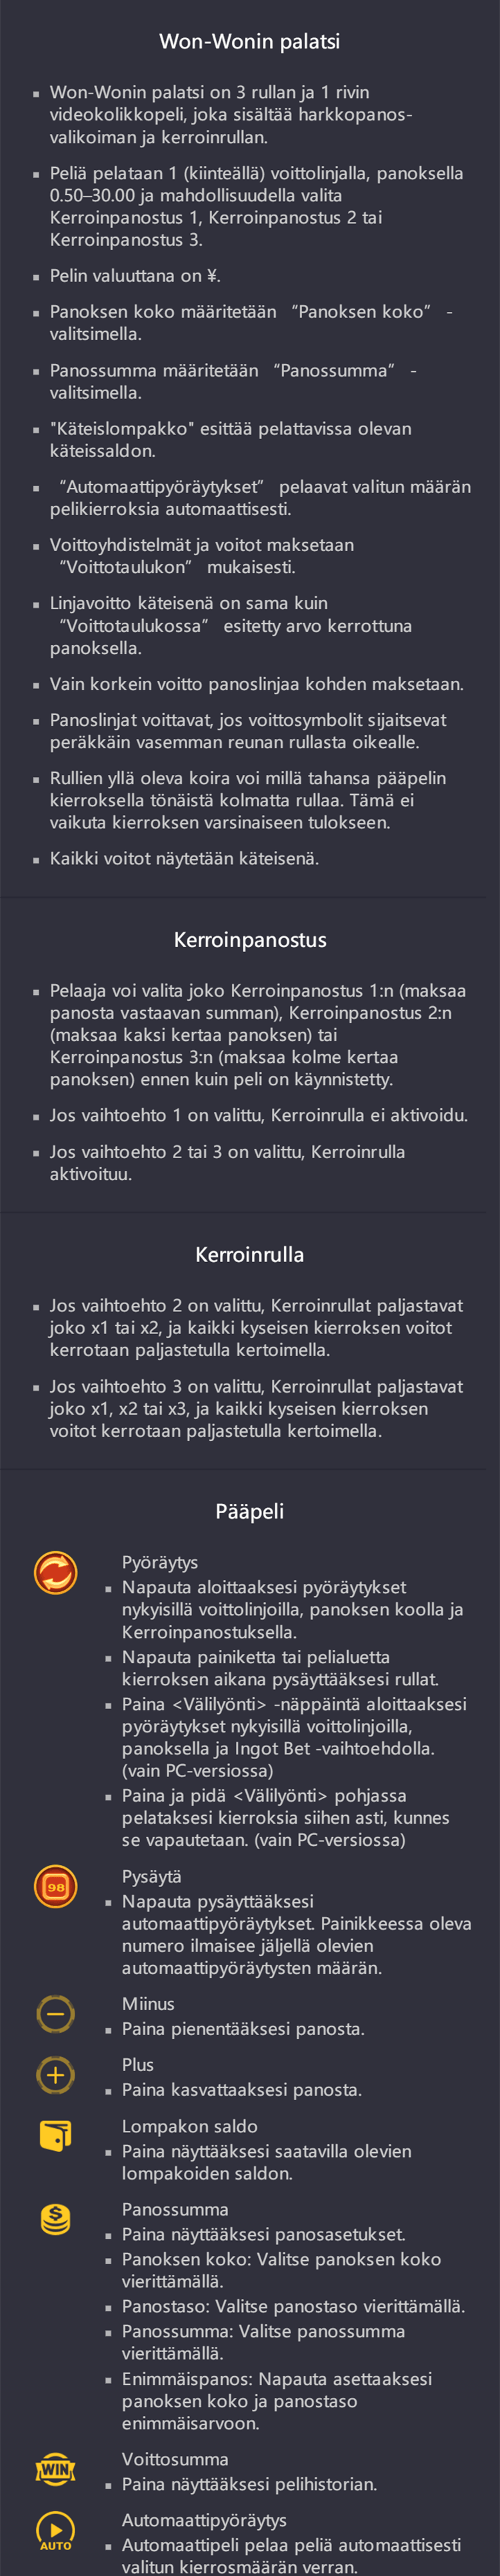 Won-Wonin palatsi
▪ Won-Wonin palatsi on 3 rullan ja 1 rivin
videokolikkopeli, joka sisältää harkkopanos-
valikoiman ja kerroinrullan.
▪ Peliä pelataan 1 (kiinteällä) voittolinjalla, panoksella
0.50–30.00 ja mahdollisuudella valita
Kerroinpanostus 1, Kerroinpanostus 2 tai
Kerroinpanostus 3.
▪ Pelin valuuttana on ¥.
▪ Panoksen koko määritetään “Panoksen koko” -
valitsimella.
▪ Panossumma määritetään “Panossumma” -
valitsimella.
▪ "Käteislompakko" esittää pelattavissa olevan
käteissaldon.
▪ “Automaattipyöräytykset” pelaavat valitun määrän
pelikierroksia automaattisesti.
▪ Voittoyhdistelmät ja voitot maksetaan
“Voittotaulukon” mukaisesti.
▪ Linjavoitto käteisenä on sama kuin
“Voittotaulukossa” esitetty arvo kerrottuna
panoksella.
▪ Vain korkein voitto panoslinjaa kohden maksetaan.
▪ Panoslinjat voittavat, jos voittosymbolit sijaitsevat
peräkkäin vasemman reunan rullasta oikealle.
▪ Rullien yllä oleva koira voi millä tahansa pääpelin
kierroksella tönäistä kolmatta rullaa. Tämä ei
vaikuta kierroksen varsinaiseen tulokseen.
▪ Kaikki voitot näytetään käteisenä.
Kerroinpanostus
▪ Pelaaja voi valita joko Kerroinpanostus 1:n (maksaa
panosta vastaavan summan), Kerroinpanostus 2:n
(maksaa kaksi kertaa panoksen) tai
Kerroinpanostus 3:n (maksaa kolme kertaa
panoksen) ennen kuin peli on käynnistetty.
▪ Jos vaihtoehto 1 on valittu, Kerroinrulla ei aktivoidu.
▪ Jos vaihtoehto 2 tai 3 on valittu, Kerroinrulla
aktivoituu.
Kerroinrulla
▪ Jos vaihtoehto 2 on valittu, Kerroinrullat paljastavat
joko x1 tai x2, ja kaikki kyseisen kierroksen voitot
kerrotaan paljastetulla kertoimella.
▪ Jos vaihtoehto 3 on valittu, Kerroinrullat paljastavat
joko x1, x2 tai x3, ja kaikki kyseisen kierroksen
voitot kerrotaan paljastetulla kertoimella.
Pääpeli
Pyöräytys
▪ Napauta aloittaaksesi pyöräytykset
nykyisillä voittolinjoilla, panoksen koolla ja
Kerroinpanostuksella.
▪ Napauta painiketta tai pelialuetta
kierroksen aikana pysäyttääksesi rullat.
▪ Paina <Välilyönti> -näppäintä aloittaaksesi
pyöräytykset nykyisillä voittolinjoilla,
panoksella ja Ingot Bet -vaihtoehdolla.
(vain PC-versiossa)
▪ Paina ja pidä <Välilyönti> pohjassa
pelataksesi kierroksia siihen asti, kunnes
se vapautetaan. (vain PC-versiossa)
98
Pysäytä
▪ Napauta pysäyttääksesi
automaattipyöräytykset. Painikkeessa oleva
numero ilmaisee jäljellä olevien
automaattipyöräytysten määrän.
Miinus
▪ Paina pienentääksesi panosta.
Plus
▪ Paina kasvattaaksesi panosta.
Lompakon saldo
▪ Paina näyttääksesi saatavilla olevien
lompakoiden saldon.
$
Panossumma
▪ Paina näyttääksesi panosasetukset.
▪ Panoksen koko: Valitse panoksen koko
vierittämällä.
▪ Panostaso: Valitse panostaso vierittämällä.
▪ Panossumma: Valitse panossumma
vierittämällä.
▪ Enimmäispanos: Napauta asettaaksesi
panoksen koko ja panostaso
enimmäisarvoon.
WIN
Voittosumma
▪ Paina näyttääksesi pelihistorian.
AUTO
Automaattipyöräytys
▪ Automaattipeli pelaa peliä automaattisesti
valitun kierrosmäärän verran.